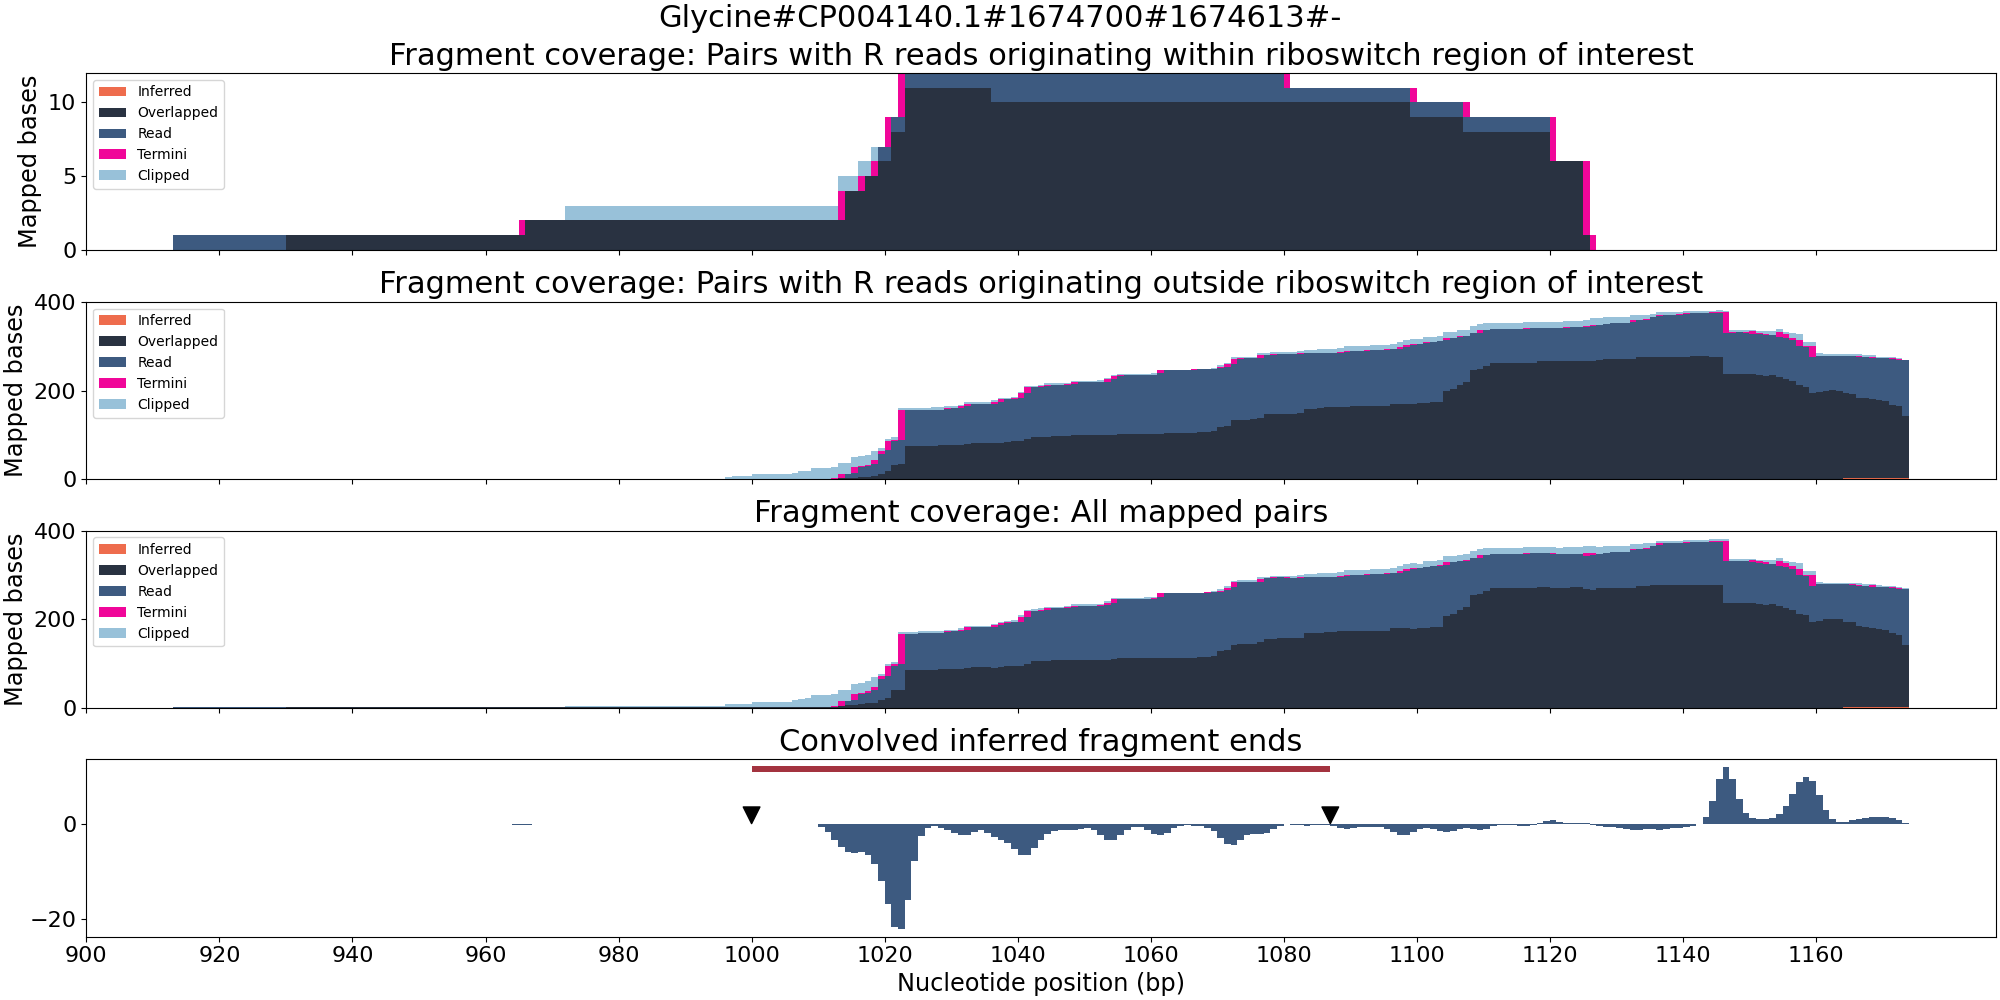 Glycine#CP004140.1#1674700#1674613#-
Fragment coverage: Pairs with R reads originating within riboswitch region of interest
Mapped bases
10
5
0
Inferred
Overlapped
Read
Termini
Clipped
Fragment coverage: Pairs with R reads originating outside riboswitch region of interest
Mapped bases
400
200
0
Inferred
Overlapped
Read
Termini
Clipped
Fragment coverage: All mapped pairs
Mapped bases
400
200
0
Inferred
Overlapped
Read
Termini
Clipped
Convolved inferred fragment ends
0
−20
900 920 940 960 980 1000 1020 1040 1060 1080 1100 1120 1140 1160
Nucleotide position (bp)